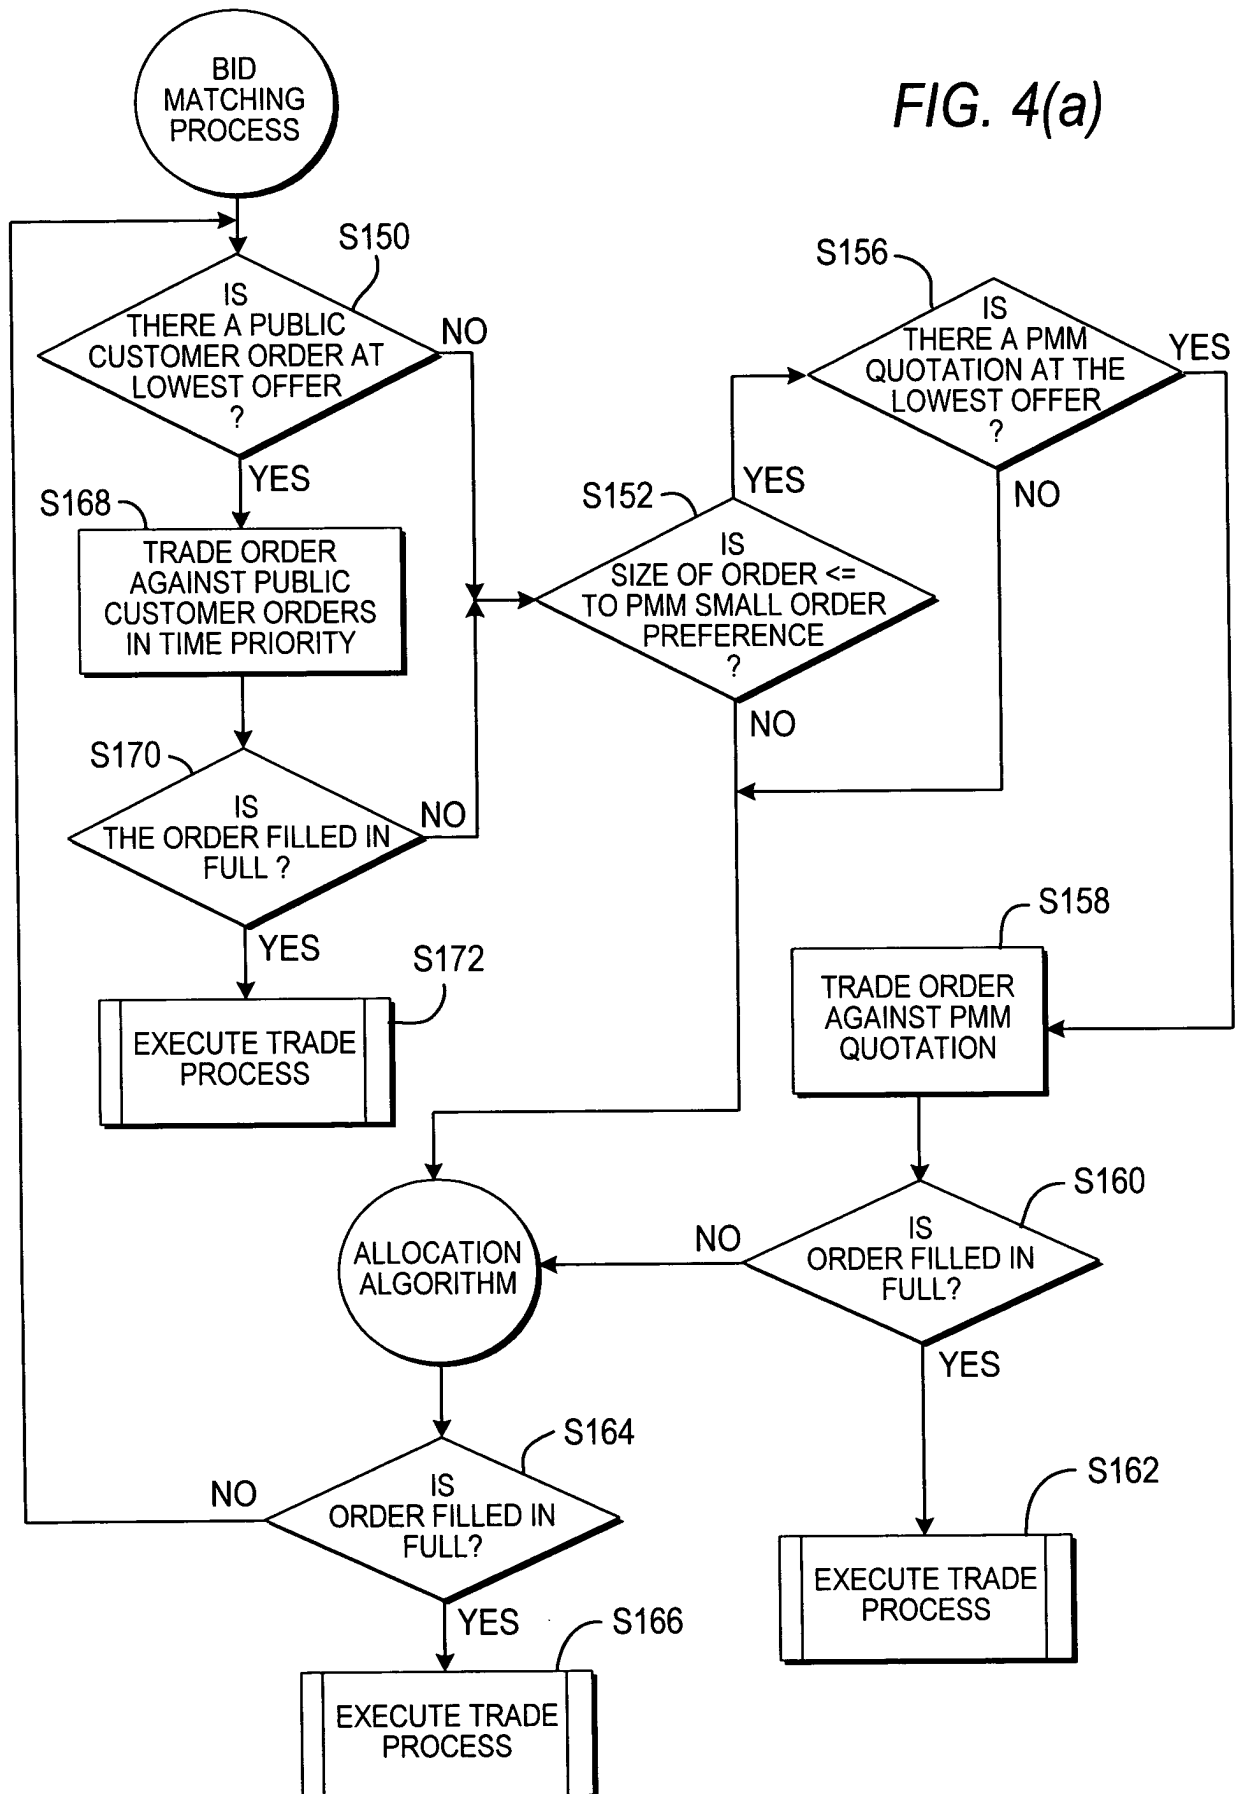 FIG. 4(a)
BID
MATCHING
PROCESS
S150
IS
THERE A PUBLIC
CUSTOMER ORDER AT
LOWEST OFFER
?
NO
YES
S168
TRADE ORDER
AGAINST PUBLIC
CUSTOMER ORDERS
IN TIME PRIORITY
S170
IS
THE ORDER FILLED IN
FULL ?
NO
YES
S172
EXECUTE TRADE
PROCESS
S152
IS
SIZE OF ORDER <=
TO PMM SMALL ORDER
PREFERENCE
?
YES
NO
S156
IS
THERE A PMM
QUOTATION AT THE
LOWEST OFFER
?
YES
NO
S158
TRADE ORDER
AGAINST PMM
QUOTATION
S160
IS
ORDER FILLED IN
FULL?
NO
YES
S162
EXECUTE TRADE
PROCESS
ALLOCATION
ALGORITHM
S164
IS
ORDER FILLED IN
FULL?
NO
YES
S166
EXECUTE TRADE
PROCESS